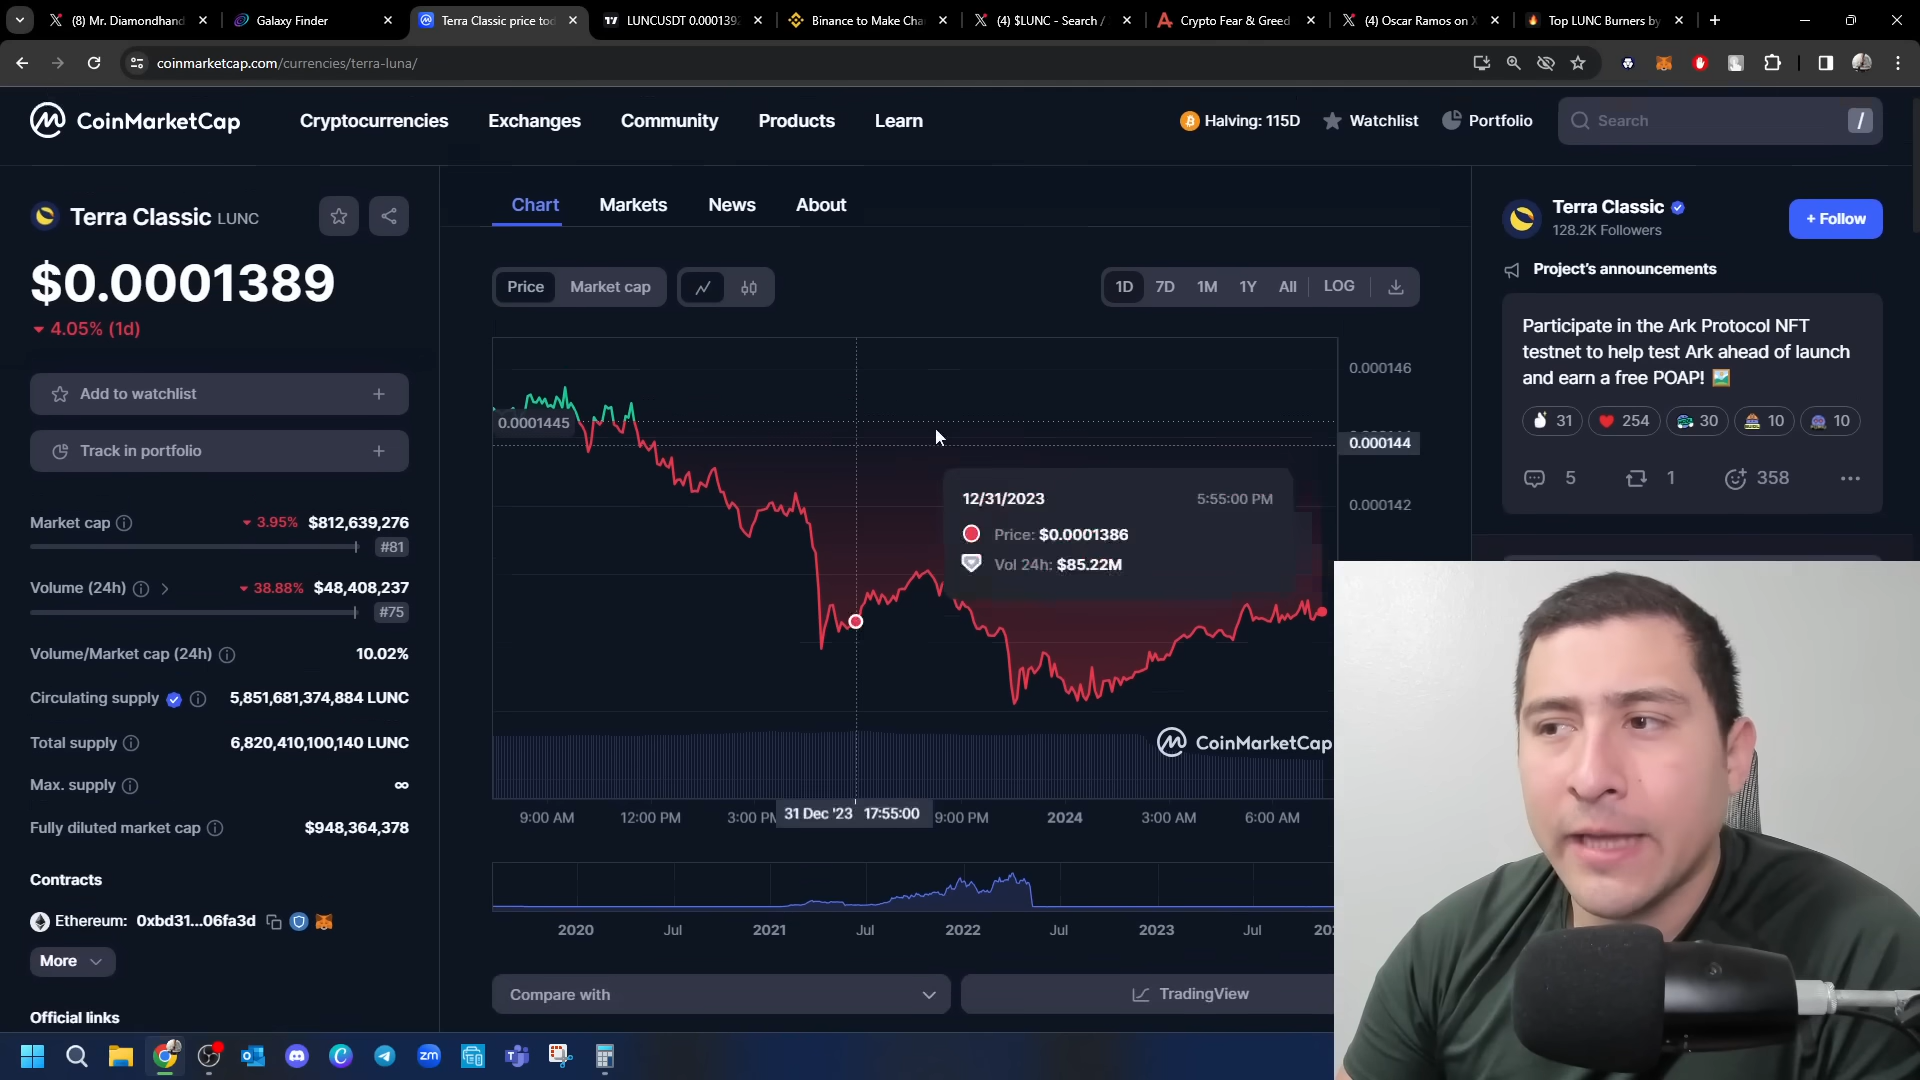 (8) Mr. Diamondhand
Galaxy Finder
Terra Classic price tod
LUNCUSDT 0.000139
Binance to Make Cha
(4) $LUNC - Search /
Crypto Fear & Greed
(4) Oscar Ramos on X
Top LUNC Burners by
coinmarketcap.com/currencies/terra-luna/
CoinMarketCap
Cryptocurrencies
Exchanges
Community
Products
Learn
Halving: 115D
Watchlist
Portfolio
Search
/
Terra Classic LUNC
$0.0001389
4.05% (1d)
Add to watchlist +
Track in portfolio +
Market cap 3.95% $812,639,276
#81
Volume (24h) > 38.88% $48,408,237
#75
Volume/Market cap (24h) 10.02%
Circulating supply 5,851,681,374,884 LUNC
Total supply 6,820,410,100,140 LUNC
Max. supply ∞
Fully diluted market cap $948,364,378
Contracts
Ethereum: 0xbd31...06fa3d
More
Official links
Chart
Markets
News
About
Price
Market cap
1D
7D
1M
1Y
All
LOG
0.000146
0.0001445
0.000144
0.000142
12/31/2023 5:55:00 PM
Price: $0.0001386
Vol 24h: $85.22M
CoinMarketCap
9:00 AM
12:00 PM
3:00 PM
31 Dec '23 17:55:00
9:00 PM
2024
3:00 AM
6:00 AM
2020
Jul
2021
Jul
2022
Jul
2023
Jul
Compare with
TradingView
Terra Classic
128.2K Followers
+ Follow
Project's announcements
Participate in the Ark Protocol NFT
testnet to help test Ark ahead of launch
and earn a free POAP!
31
254
30
10
10
5
1
358
zm